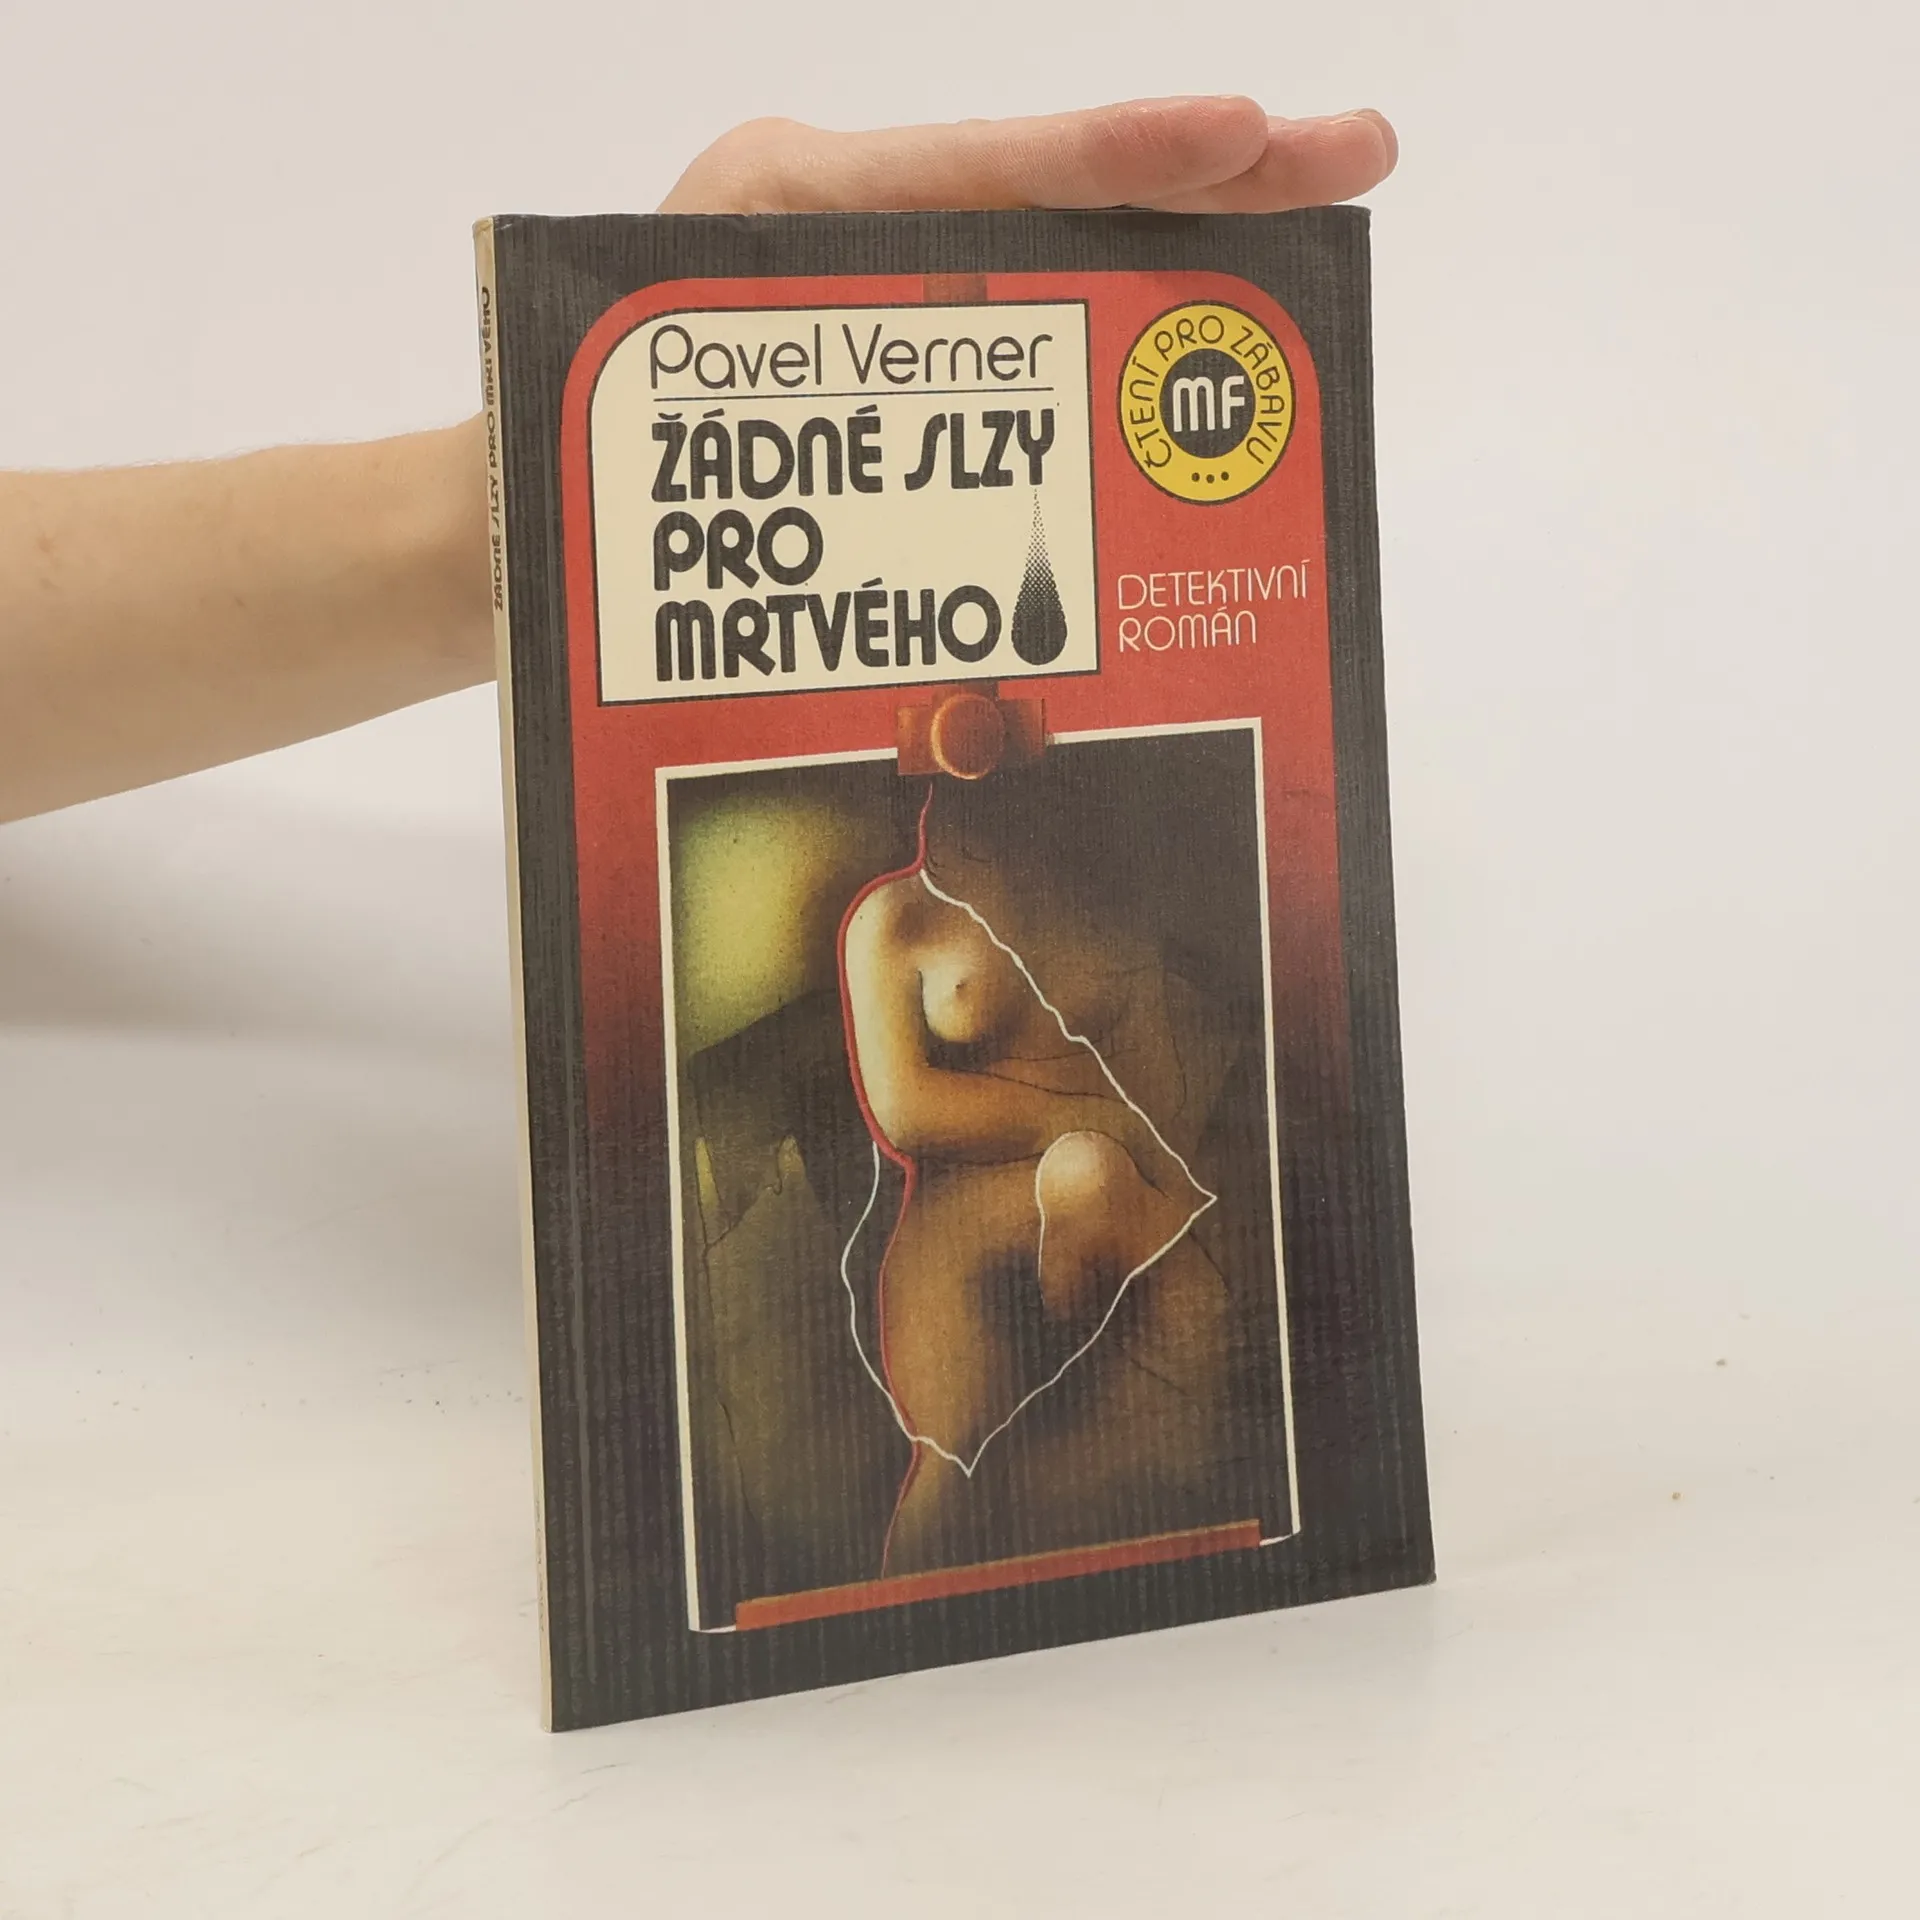 Pavel Verner
ŽÁDNÉ SLZY
PRO
MRTVÉHO
ČTENÍ PRO ZÁBAVU
MF
DETEKTIVNÍ
ROMÁN
ŽÁDNÉ SLZY PRO MRTVÉHO